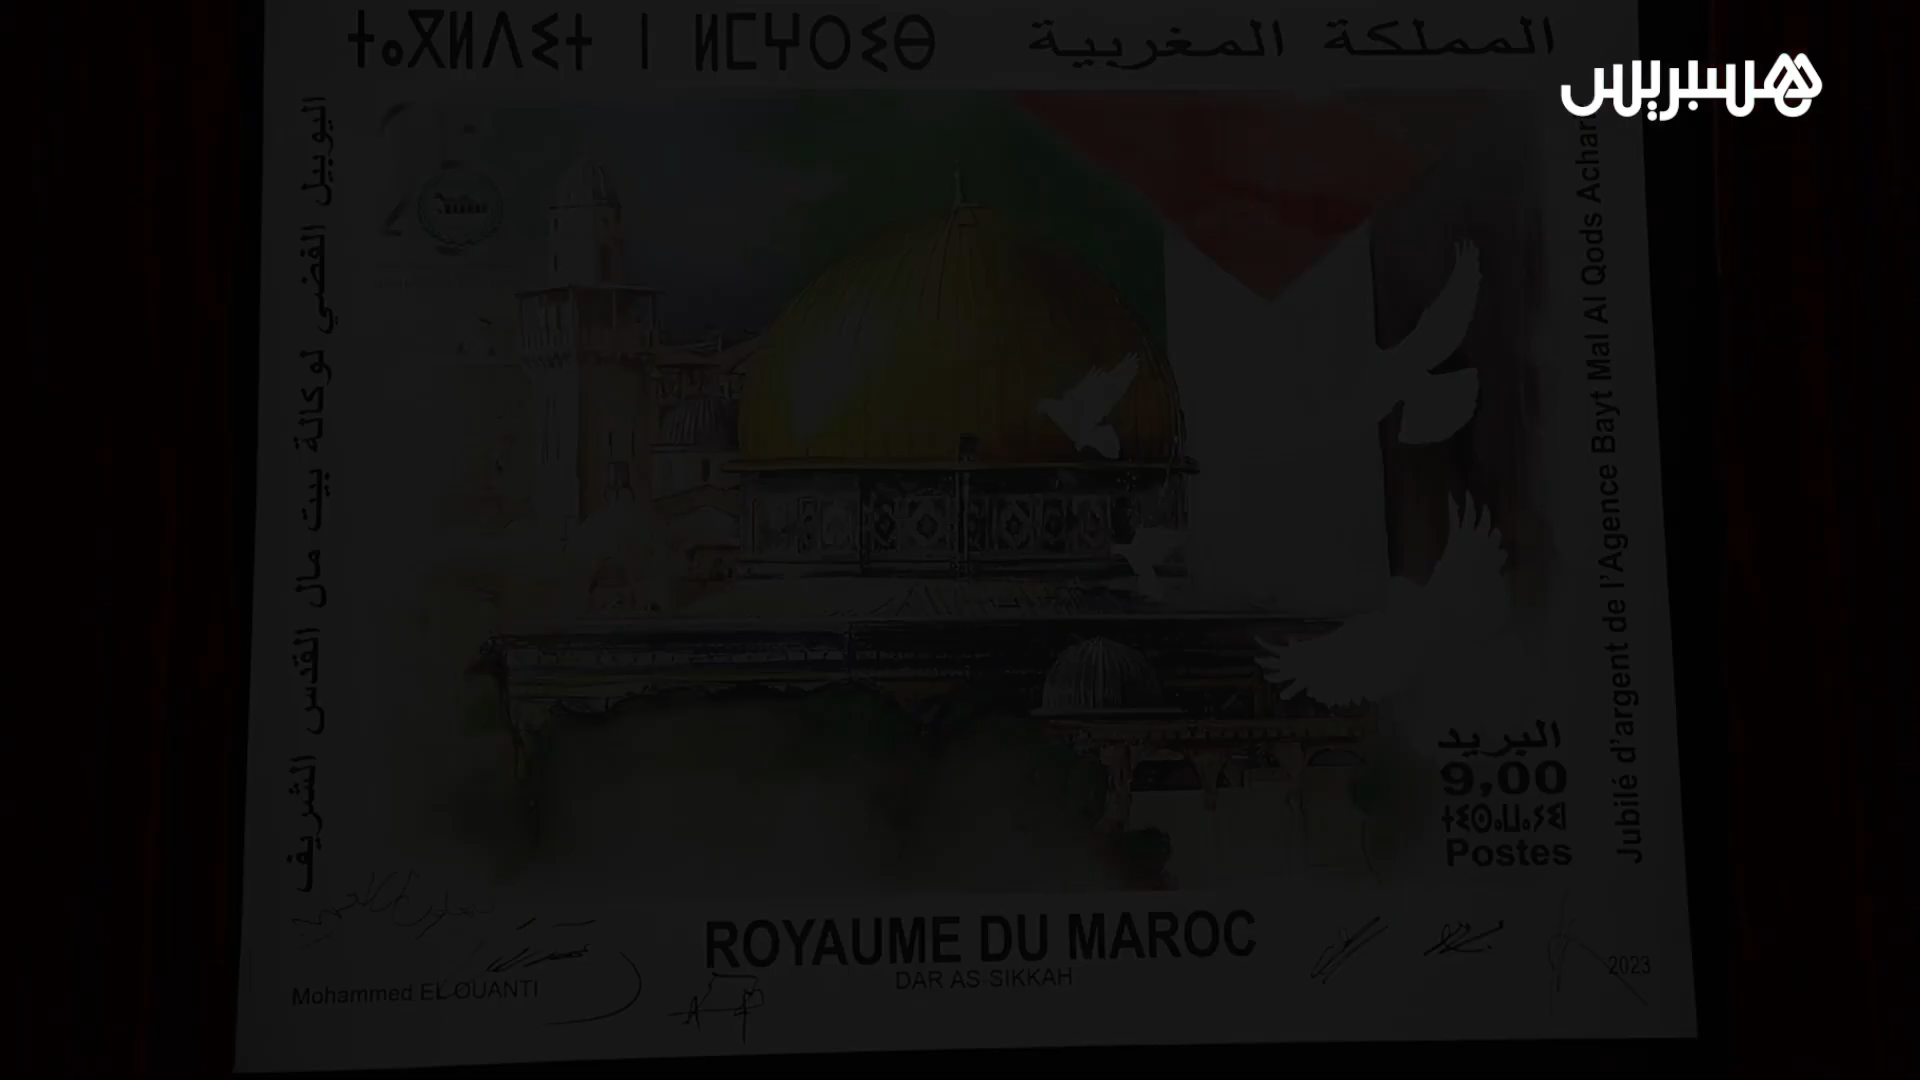 ⵜⴰⴳⵍⴷⵉⵜ ⵏ ⵍⵎⵖⵔⵉⴱ
المملكة المغربية
هسبريس
اليوبيل الفضي لوكالة بيت مال القدس الشريف
Jubilé d'argent de l'Agence Bayt Mal Al Qods Achar
البريد
9,00
ⵜⵉⵙⴰⵡⴰⵢⵉⵏ
Postes
ROYAUME DU MAROC
DAR AS-SIKKAH
Mohammed EL OUANTI
2023